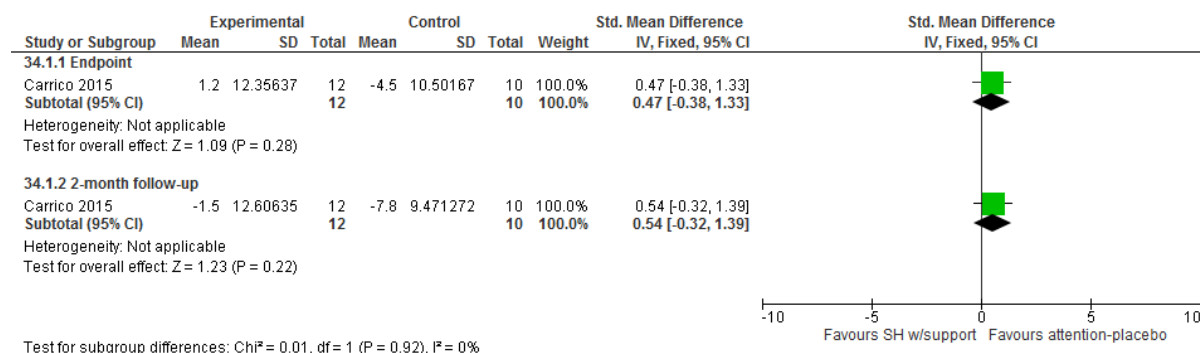 Experimental Control Std. Mean Difference Std. Mean Difference
Study or Subgroup Mean SD Total Mean SD Total Weight IV, Fixed, 95% CI IV, Fixed, 95% CI
34.1.1 Endpoint
Carrico 2015 1.2 12.35637 12 -4.5 10.50167 10 100.0% 0.47 [-0.38, 1.33]
Subtotal (95% CI) 12 10 100.0% 0.47 [-0.38, 1.33]
Heterogeneity: Not applicable
Test for overall effect: Z = 1.09 (P = 0.28)
34.1.2 2-month follow-up
Carrico 2015 -1.5 12.60635 12 -7.8 9.471272 10 100.0% 0.54 [-0.32, 1.39]
Subtotal (95% CI) 12 10 100.0% 0.54 [-0.32, 1.39]
Heterogeneity: Not applicable
Test for overall effect: Z = 1.23 (P = 0.22)
-10 -5 0 5 10
Favours SH w/support Favours attention-placebo
Test for subgroup differences: Chi² = 0.01, df = 1 (P = 0.92), I² = 0%